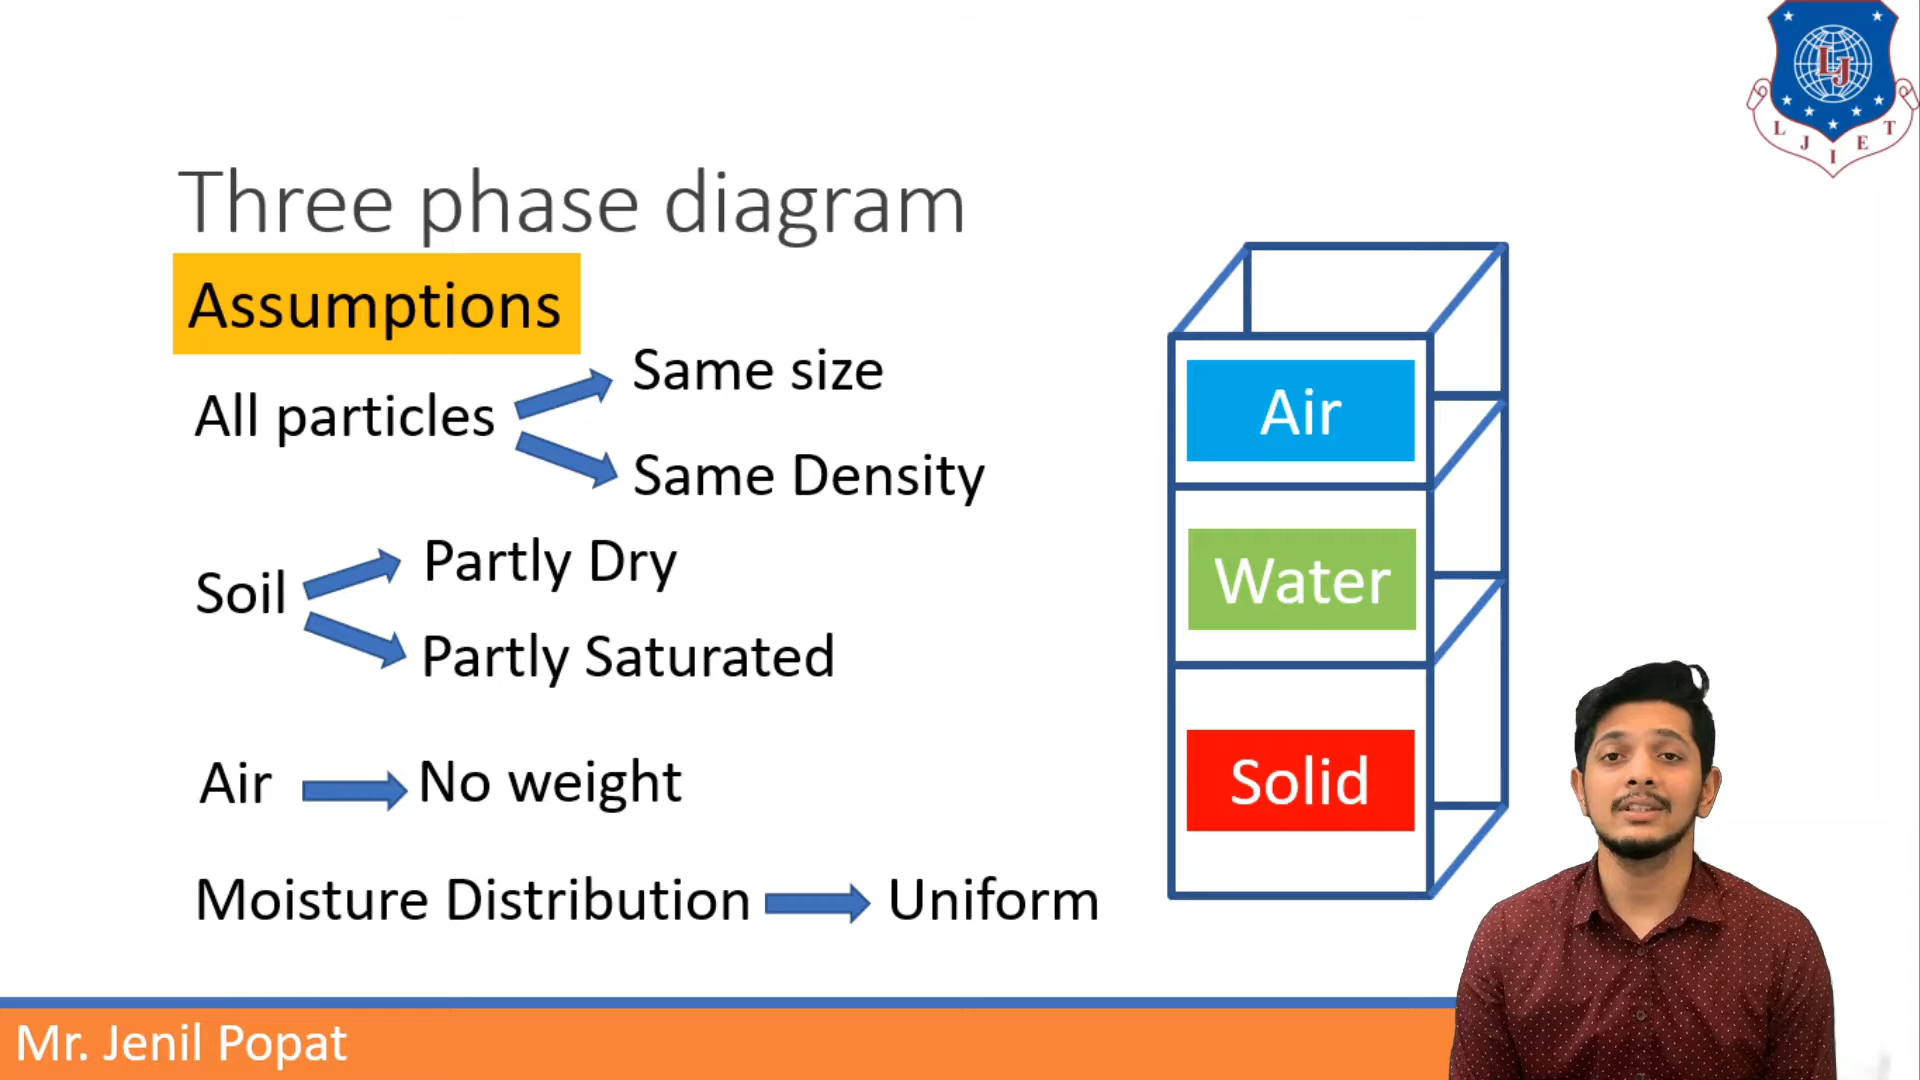 Three phase diagram
Assumptions
All particles
Same size
Same Density
Soil
Partly Dry
Partly Saturated
Air
No weight
Moisture Distribution
Uniform
Air
Water
Solid
LJ
L J I E T
Mr. Jenil Popat